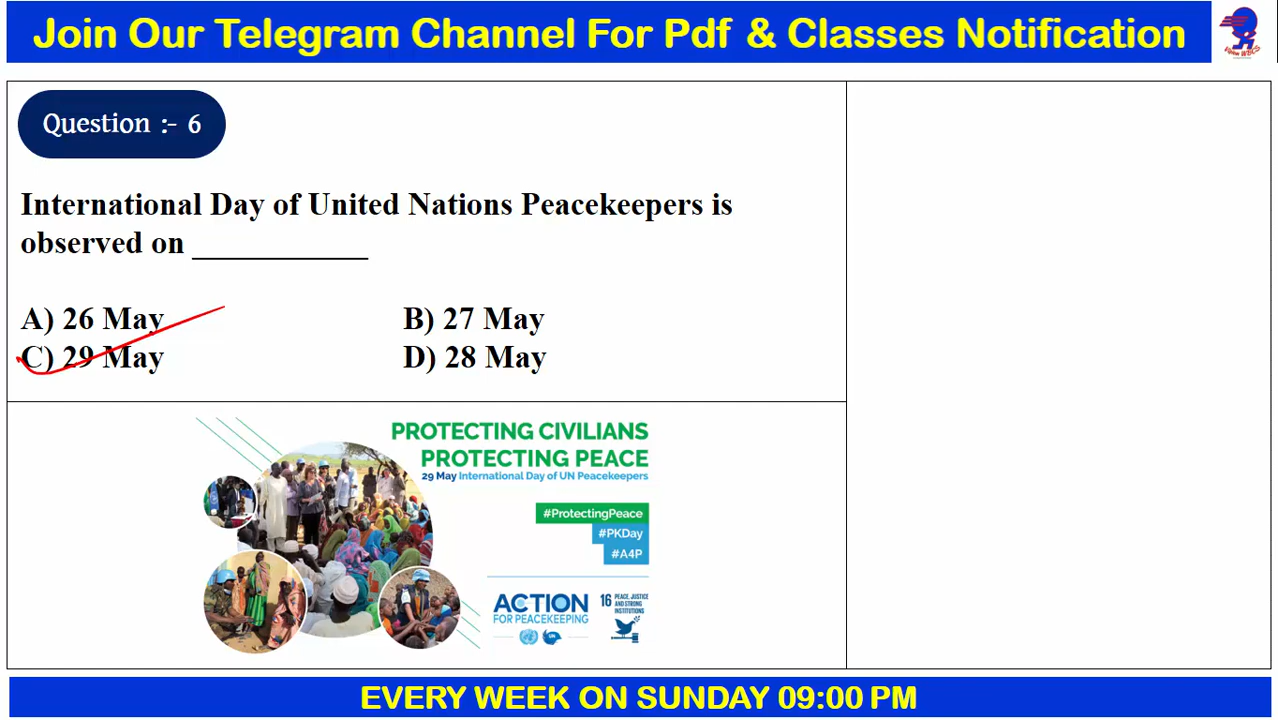 Join Our Telegram Channel For Pdf & Classes Notification
Question :- 6
International Day of United Nations Peacekeepers is
observed on ___________
A) 26 May
B) 27 May
C) 29 May
D) 28 May
PROTECTING CIVILIANS
PROTECTING PEACE
29 May International Day of UN Peacekeepers
#ProtectingPeace
#PKDay
#A4P
ACTION
FOR PEACEKEEPING
16 PEACE, JUSTICE
AND STRONG
INSTITUTIONS
EVERY WEEK ON SUNDAY 09:00 PM